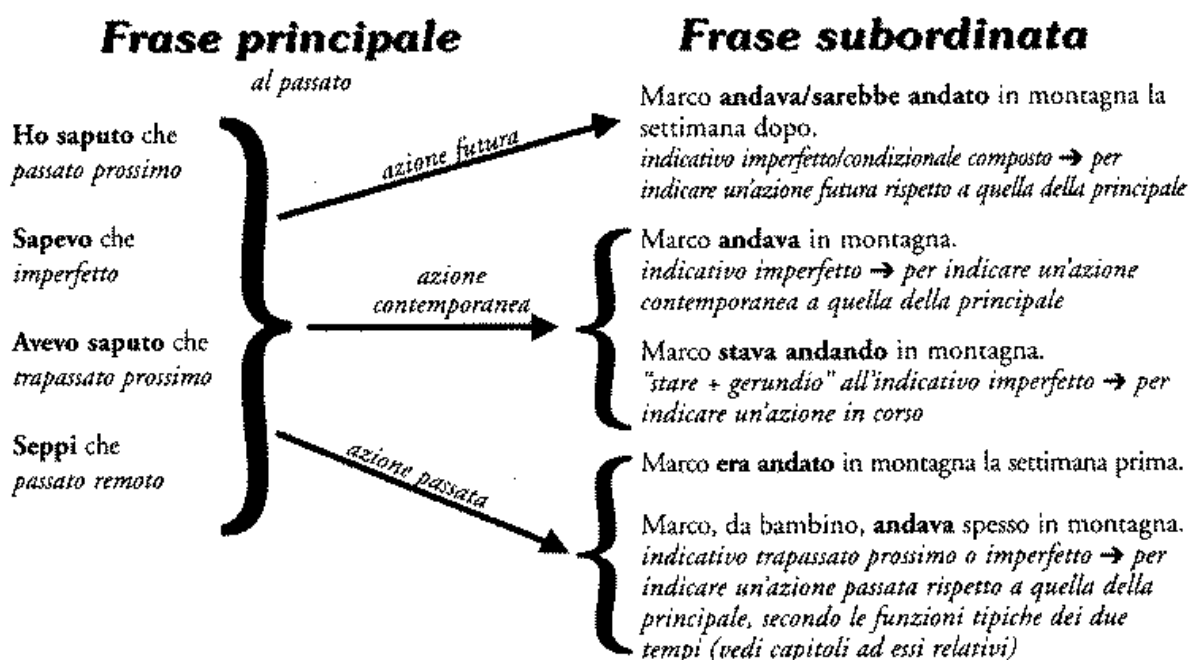 Frase principale
al passato
Ho saputo che
passato prossimo
Sapevo che
imperfetto
Avevo saputo che
trapassato prossimo
Seppi che
passato remoto
azione futura
azione
contemporanea
azione passata
Frase subordinata
Marco andava/sarebbe andato in montagna la
settimana dopo.
indicativo imperfetto/condizionale composto → per
indicare un'azione futura rispetto a quella della principale
Marco andava in montagna.
indicativo imperfetto → per indicare un'azione
contemporanea a quella della principale
Marco stava andando in montagna.
"stare + gerundio" all'indicativo imperfetto → per
indicare un'azione in corso
Marco era andato in montagna la settimana prima.
Marco, da bambino, andava spesso in montagna.
indicativo trapassato prossimo o imperfetto → per
indicare un'azione passata rispetto a quella della
principale, secondo le funzioni tipiche dei due
tempi (vedi capitoli ad essi relativi)